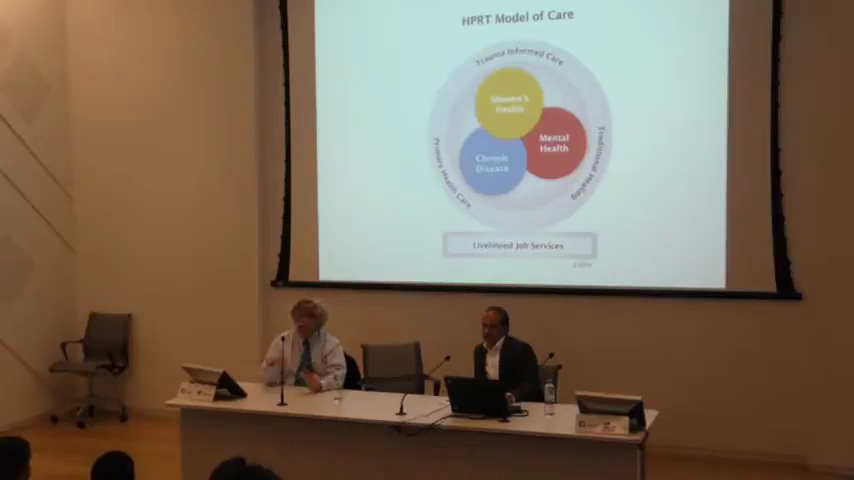 HPRT Model of Care
Trauma Informed Care
Women's
Health
Mental
Health
Chronic
Disease
Primary Health Care
Traditional Healing
Livelihood Job Services